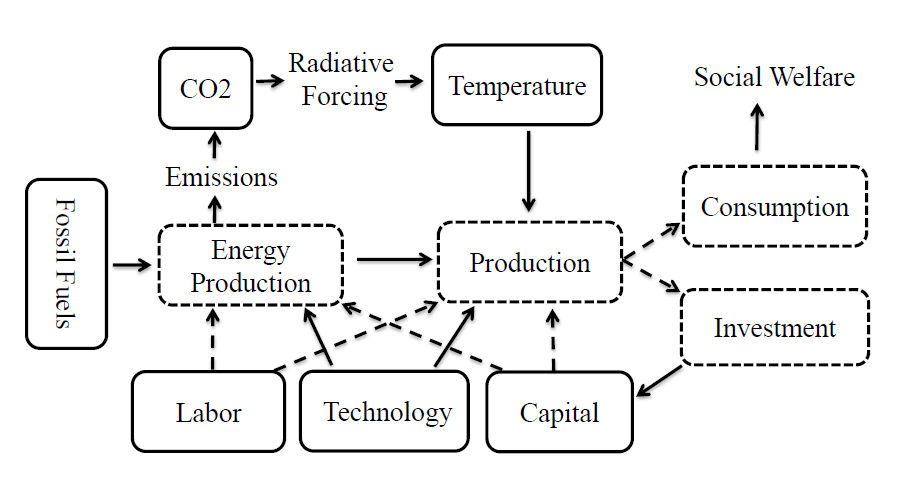 CO2
Radiative
Forcing
Temperature
Social Welfare
Emissions
Consumption
Fossil Fuels
Energy
Production
Production
Investment
Labor
Technology
Capital